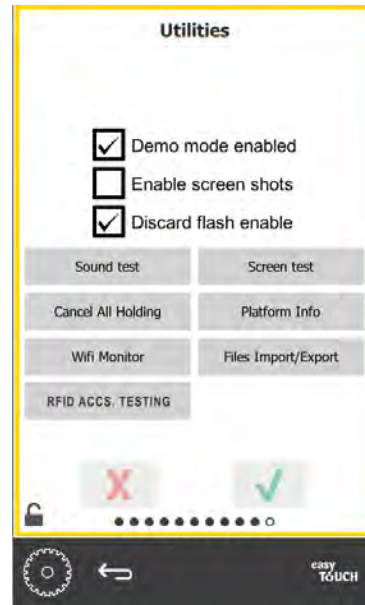 Utilities
Demo mode enabled
Enable screen shots
Discard flash enable
Sound test
Screen test
Cancel All Holding
Platform Info
Wifi Monitor
Files Import/Export
RFID ACCS. TESTING
easy
TOUCH